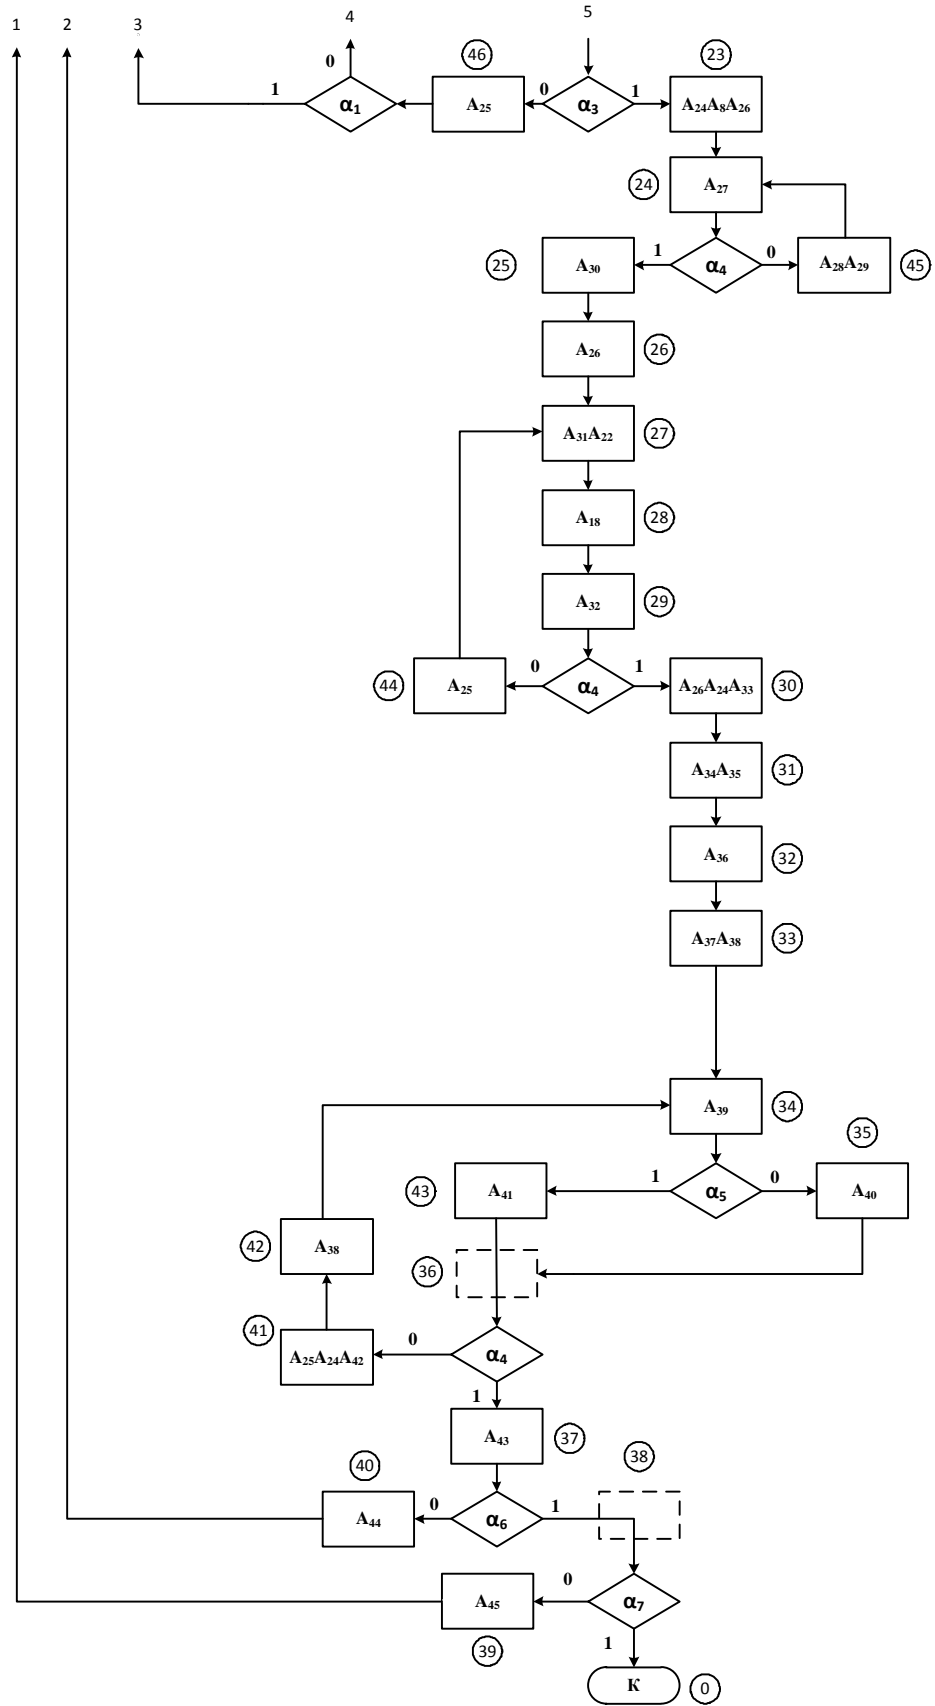 1 2 3 4 5
46 23
1 α₁ 0 A₂₅ 0 α₃ 1 A₂₄A₈A₂₆
24 A₂₇
25 A₃₀ 1 α₄ 0 A₂₈A₂₉ 45
A₂₆ 26
A₃₁A₂₂ 27
A₁₈ 28
A₃₂ 29
44 A₂₅ 0 α₄ 1 A₂₆A₂₄A₃₃ 30
A₃₄A₃₅ 31
A₃₆ 32
A₃₇A₃₈ 33
A₃₉ 34
35
43 A₄₁ 1 α₅ 0 A₄₀
42 A₃₈
36
41 A₂₅A₂₄A₄₂ 0 α₄
1
A₄₃ 37
40 38
A₄₄ 0 α₆ 1
A₄₅ 0 α₇
39 1
К 0